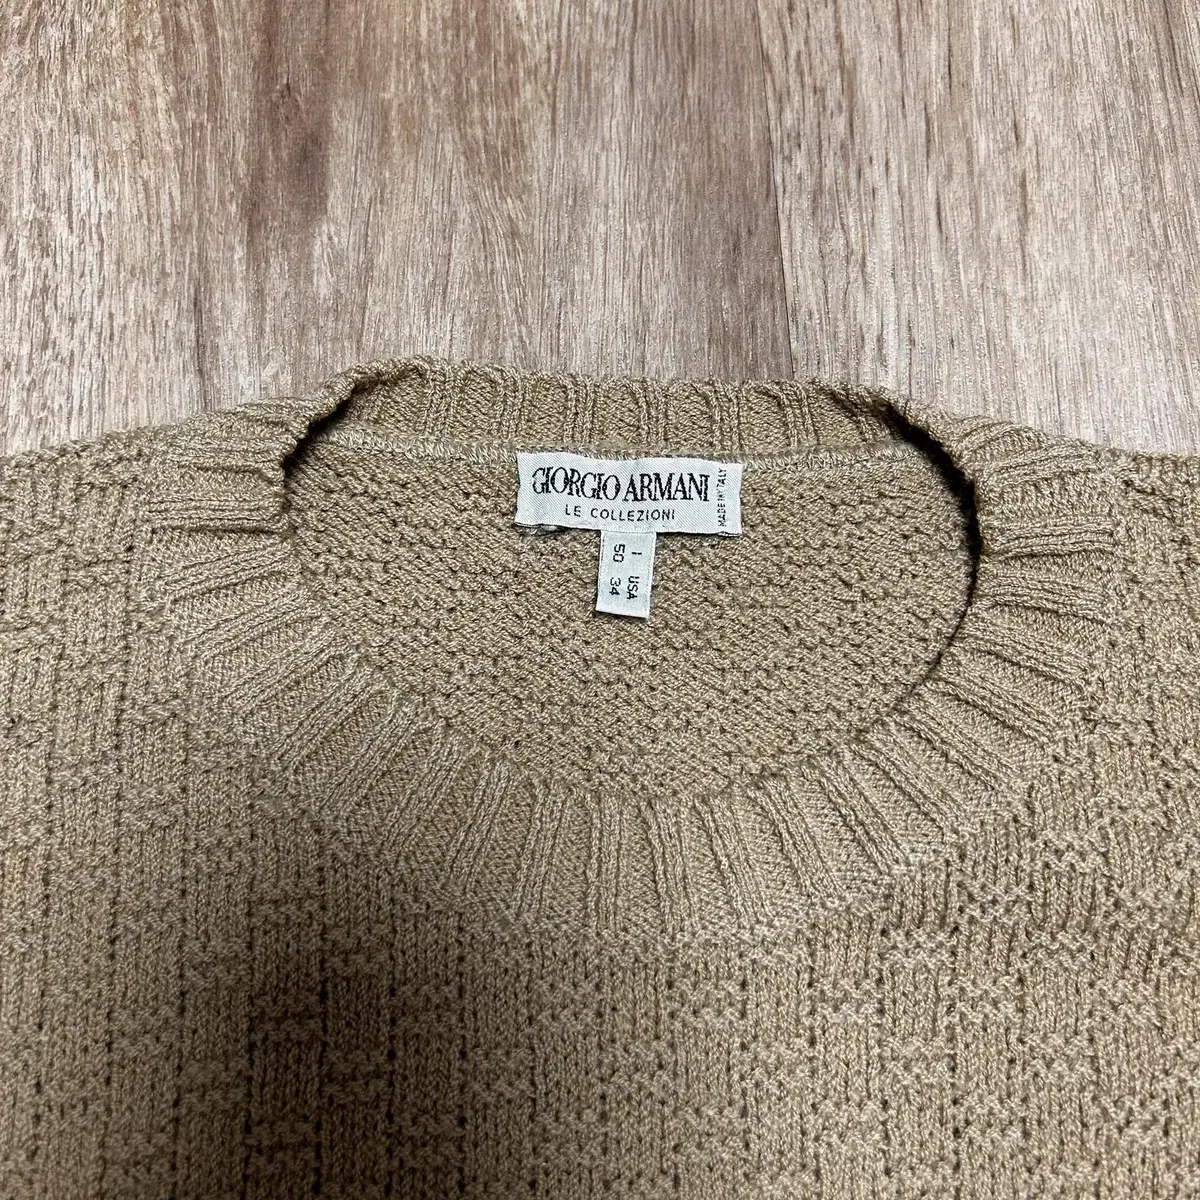 GIORGIO ARMANI
LE COLLEZIONI
MADE IN ITALY
I USA
50 34